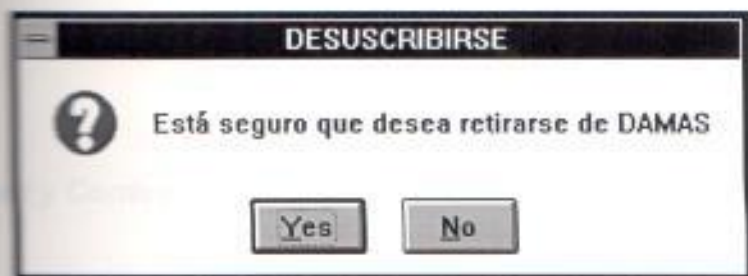 DESUSCRIBIRSE
Está seguro que desea retirarse de DAMAS
Yes
No